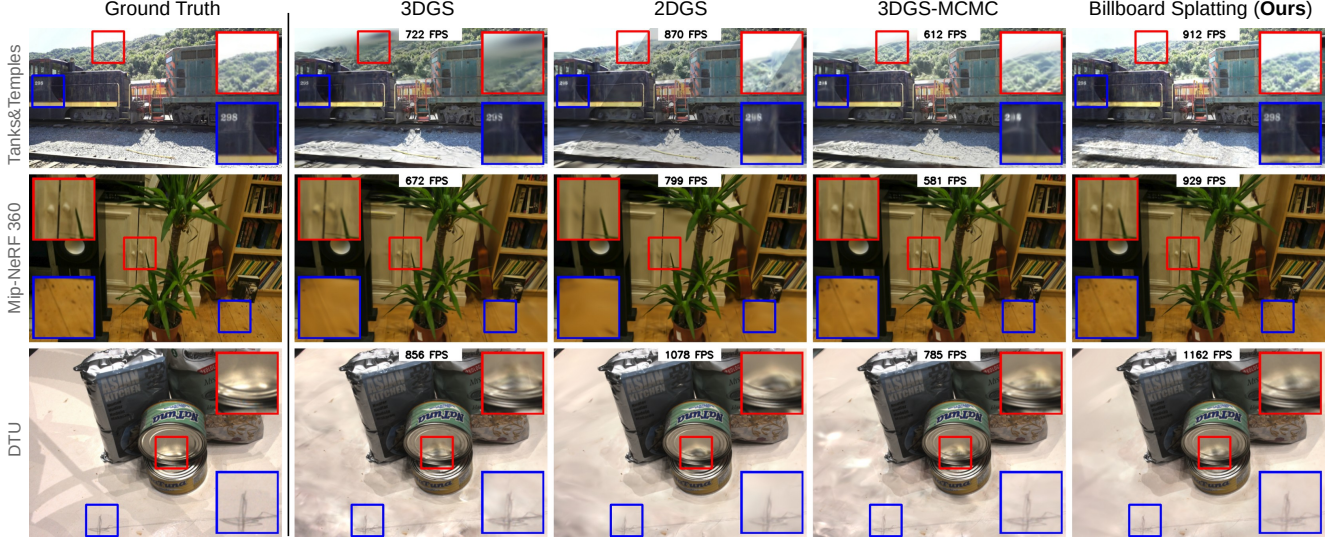 Ground Truth
3DGS
2DGS
3DGS-MCMC
Billboard Splatting (Ours)
Tanks&Temples
722 FPS
870 FPS
612 FPS
912 FPS
298
298
298
298
Mip-NeRF 360
672 FPS
799 FPS
581 FPS
929 FPS
DTU
856 FPS
1078 FPS
785 FPS
1162 FPS